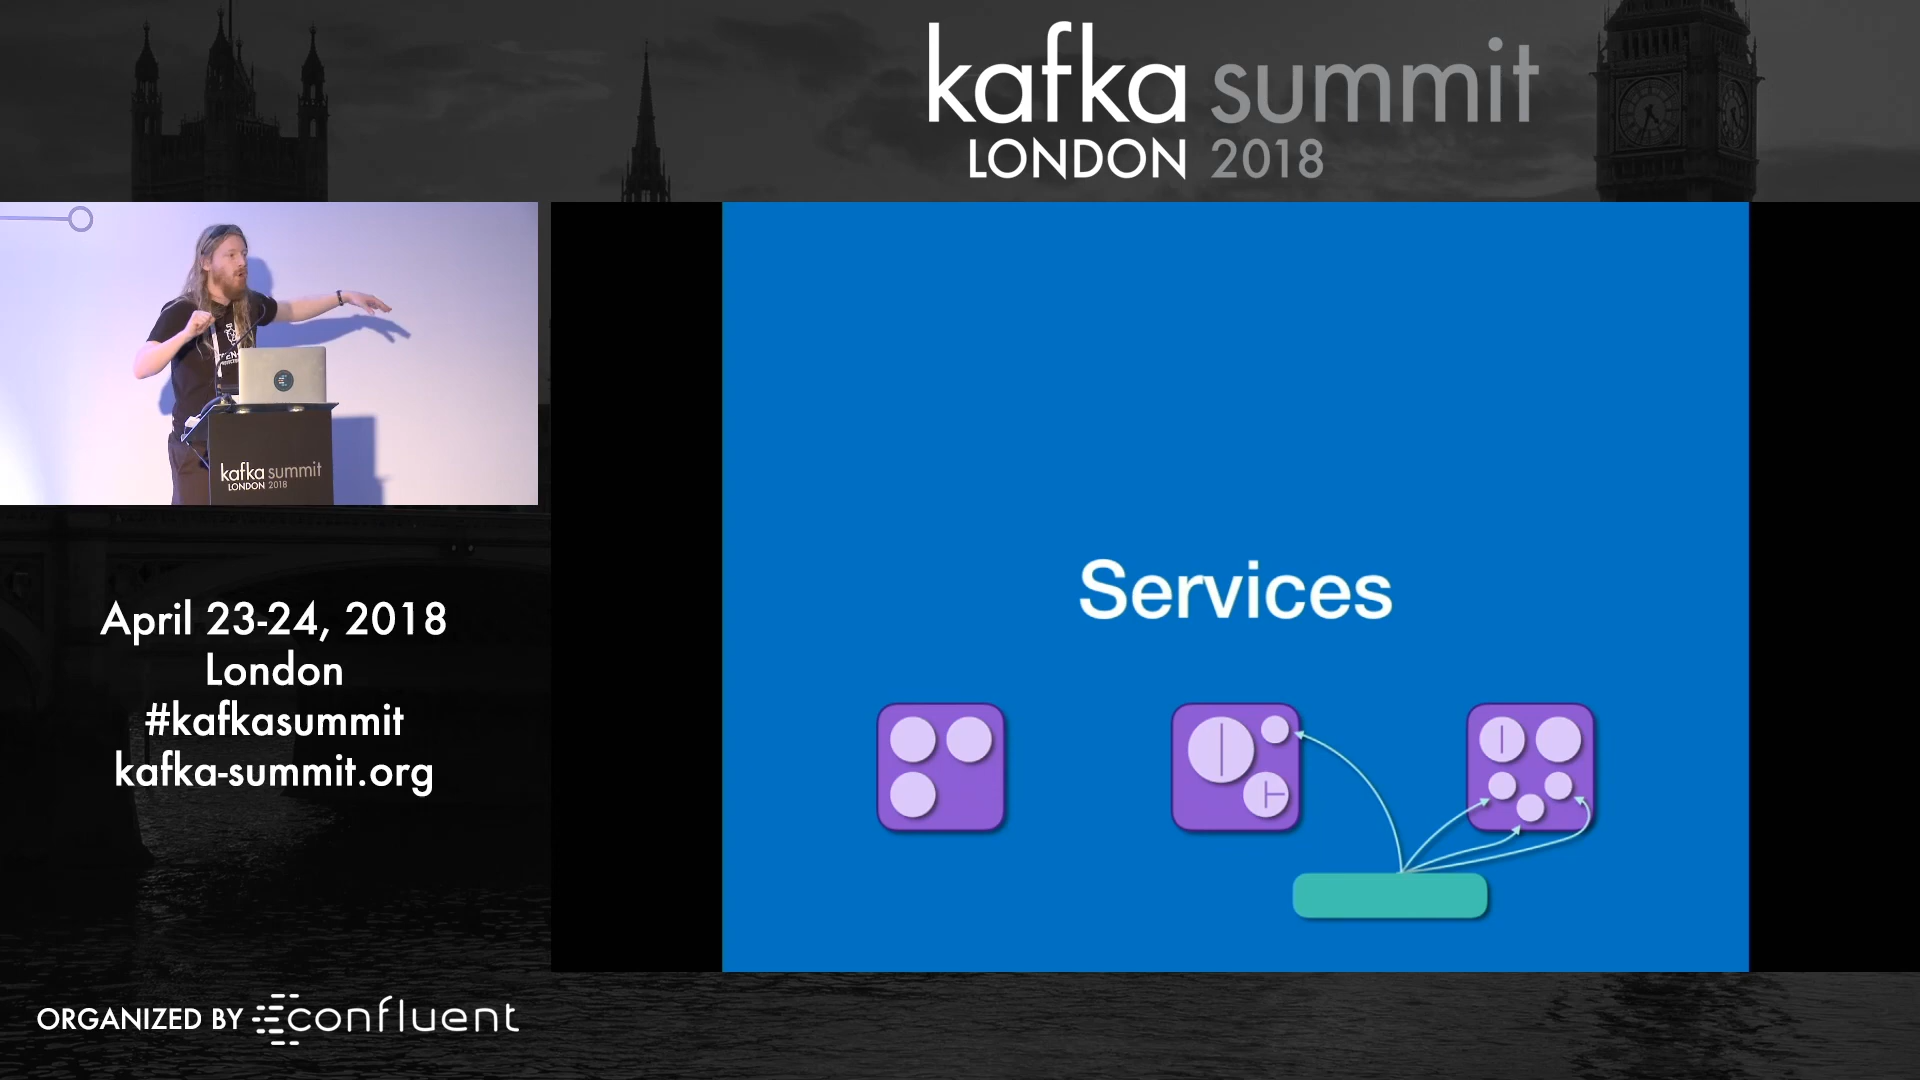 kafka summit
LONDON 2018
kafka summit
LONDON 2018
Services
April 23-24, 2018
London
#kafkasummit
kafka-summit.org
ORGANIZED BY confluent